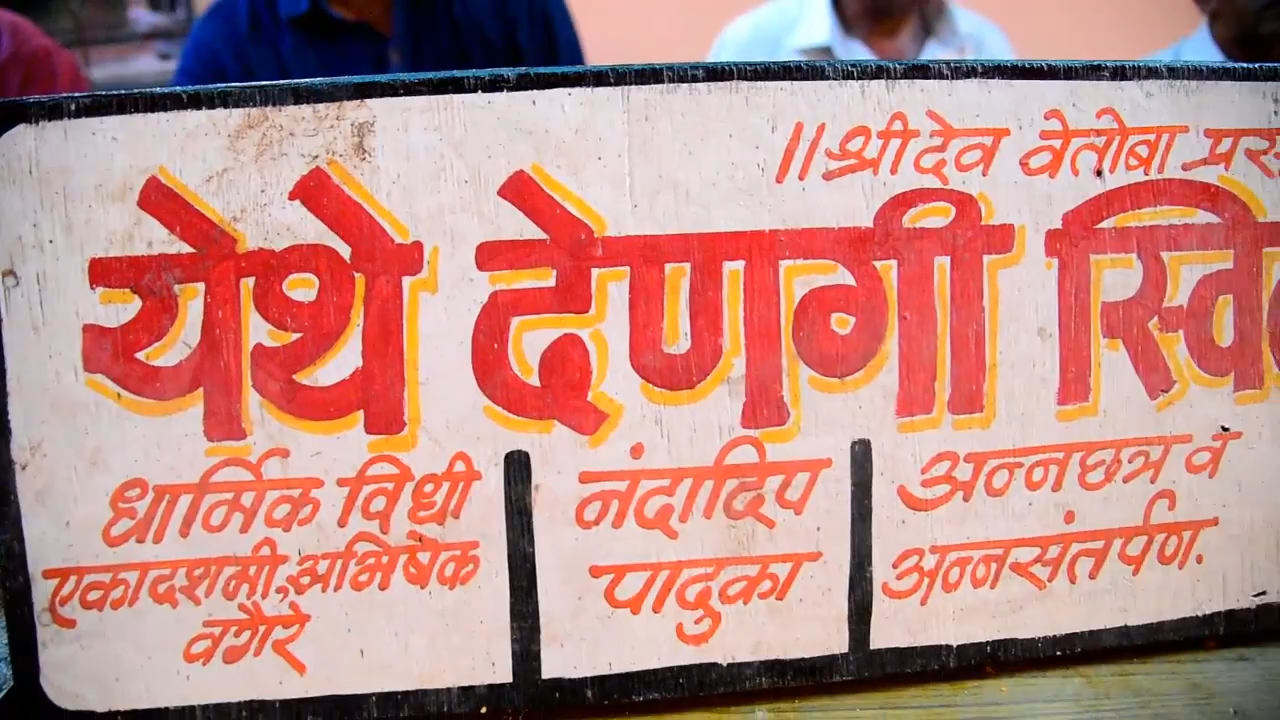 ॥श्री देव वेतोबा
येथे देणगी
धार्मिक विधी
एकादशमी, अभिषेक
वगैरे
नंदादिप
पादुका
अन्नछत्र व
अन्नसंतर्पण.